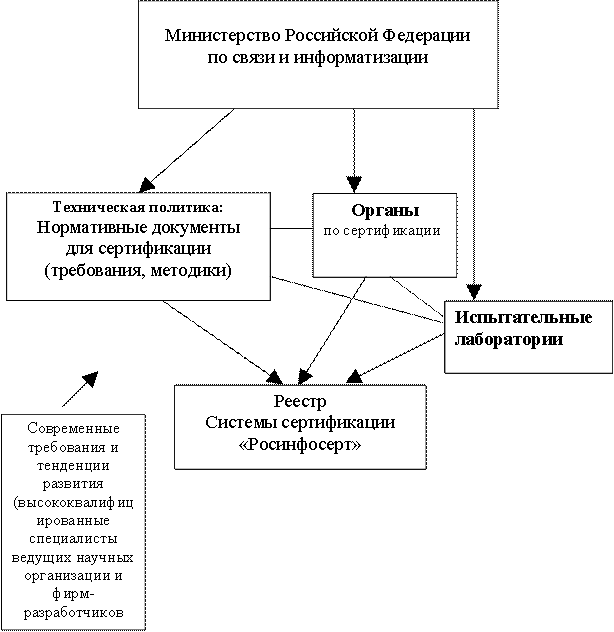 Министерство Российской Федерации
по связи и информатизации
Техническая политика:
Нормативные документы
для сертификации
(требования, методики)
Органы
по сертификации
Испытательные
лаборатории
Реестр
Системы сертификации
«Росинфосерт»
Современные
требования и
тенденции
развития
(высококвалифиц
ированные
специалисты
ведущих научных
организации и
фирм-
разработчиков